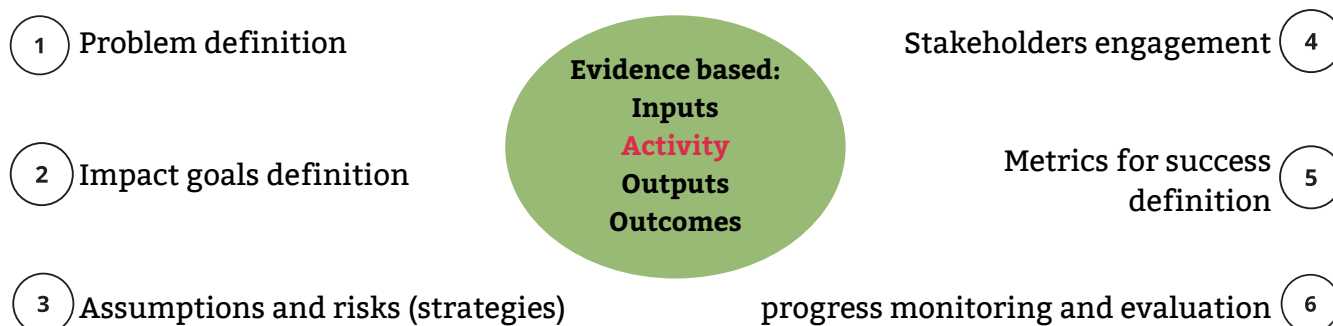 1 Problem definition
2 Impact goals definition
3 Assumptions and risks (strategies)
Evidence based:
Inputs
Activity
Outputs
Outcomes
Stakeholders engagement 4
Metrics for success
definition 5
progress monitoring and evaluation 6